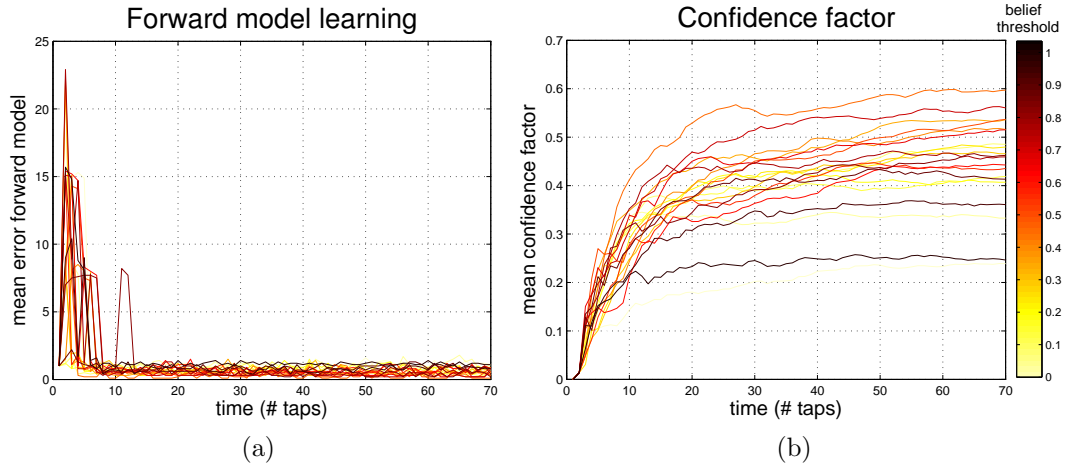 Forward model learning
25
20
15
10
5
0
0 10 20 30 40 50 60 70
mean error forward model
time (# taps)
(a)
Confidence factor
0.7
0.6
0.5
0.4
0.3
0.2
0.1
0
0 10 20 30 40 50 60 70
mean confidence factor
time (# taps)
(b)
belief
threshold
1
0.9
0.8
0.7
0.6
0.5
0.4
0.3
0.2
0.1
0